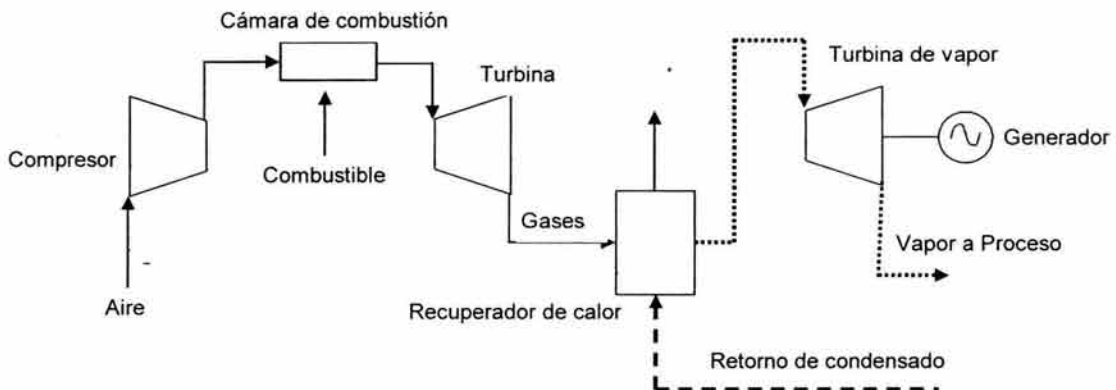 Cámara de combustión
Turbina
Turbina de vapor
Compresor
Combustible
Generador
Gases
Vapor a Proceso
Aire
Recuperador de calor
Retorno de condensado